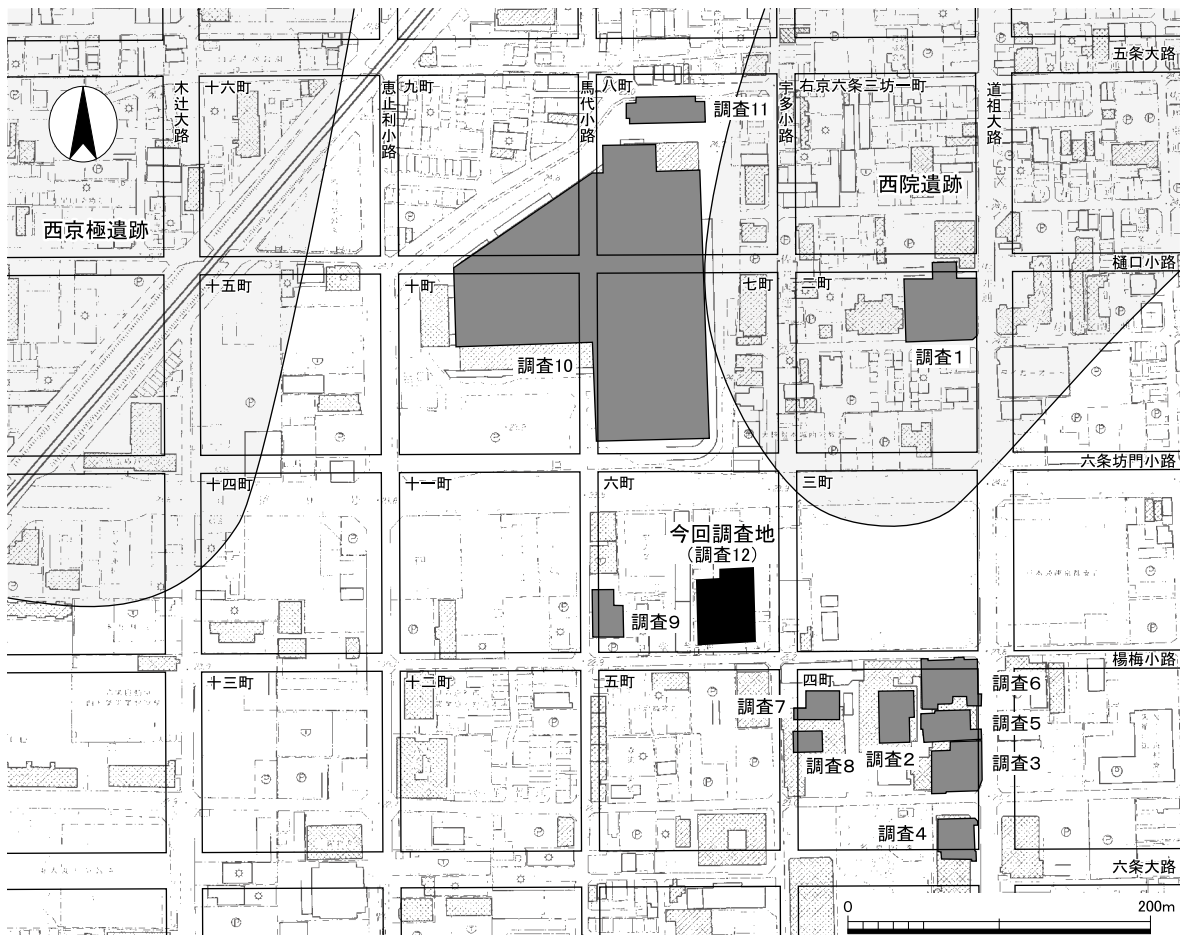 五条大路
木辻大路
十六町
恵止利小路
九町
馬代小路
八町
調査11
宇多小路
右京六条三坊一町
道祖大路
西院遺跡
西京極遺跡
樋口小路
十五町
十町
七町
二町
調査10
調査1
六条坊門小路
十四町
十一町
六町
三町
今回調査地
(調査12)
調査9
楊梅小路
十三町
十二町
五町
四町
調査7
調査6
調査5
調査8
調査2
調査3
調査4
六条大路
0
200m